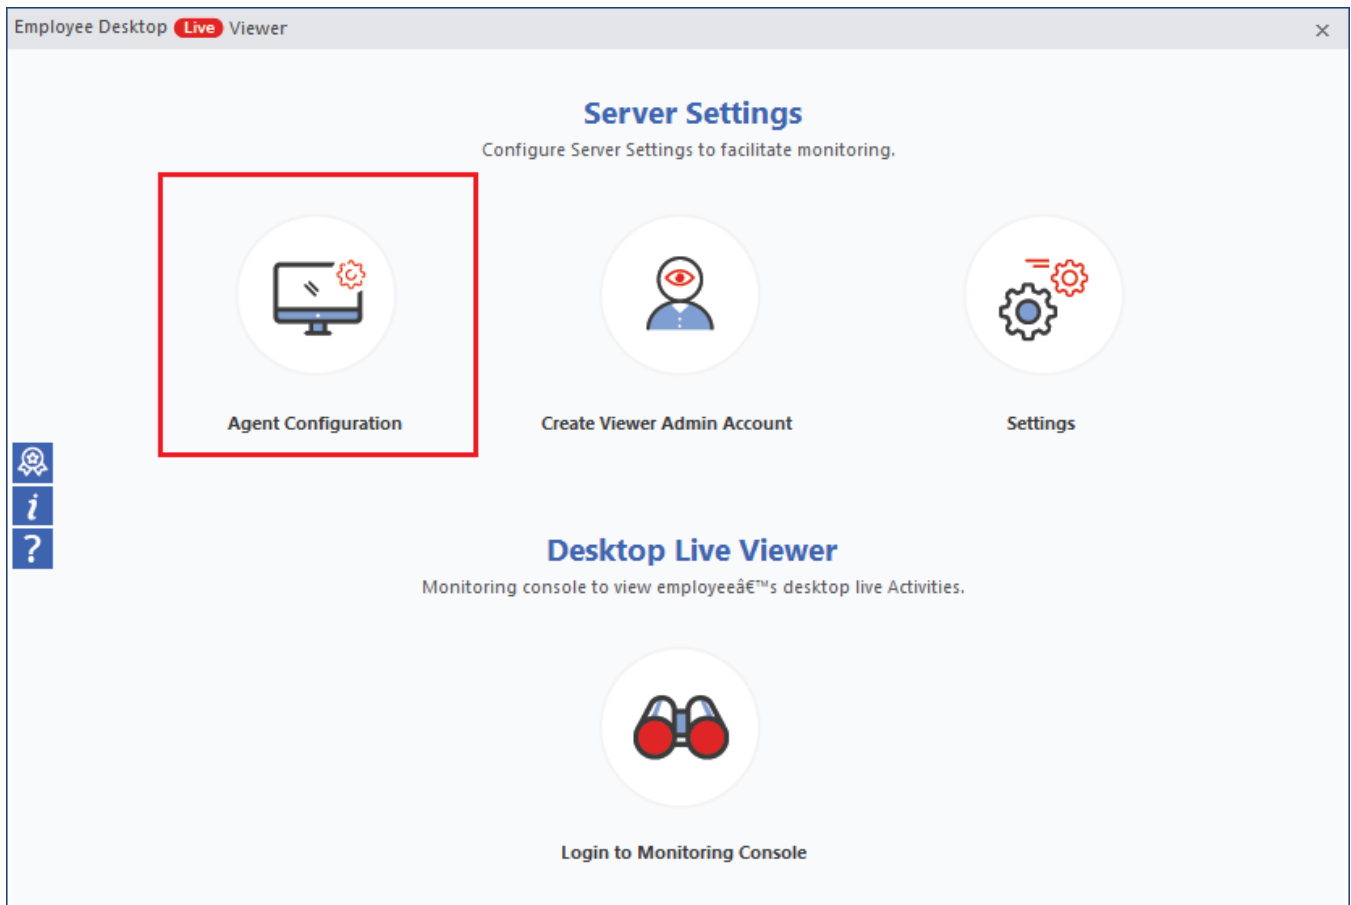 Employee Desktop Live Viewer
Server Settings
Configure Server Settings to facilitate monitoring.
Agent Configuration
Create Viewer Admin Account
Settings
i
?
Desktop Live Viewer
Monitoring console to view employeeâ€™s desktop live Activities.
Login to Monitoring Console